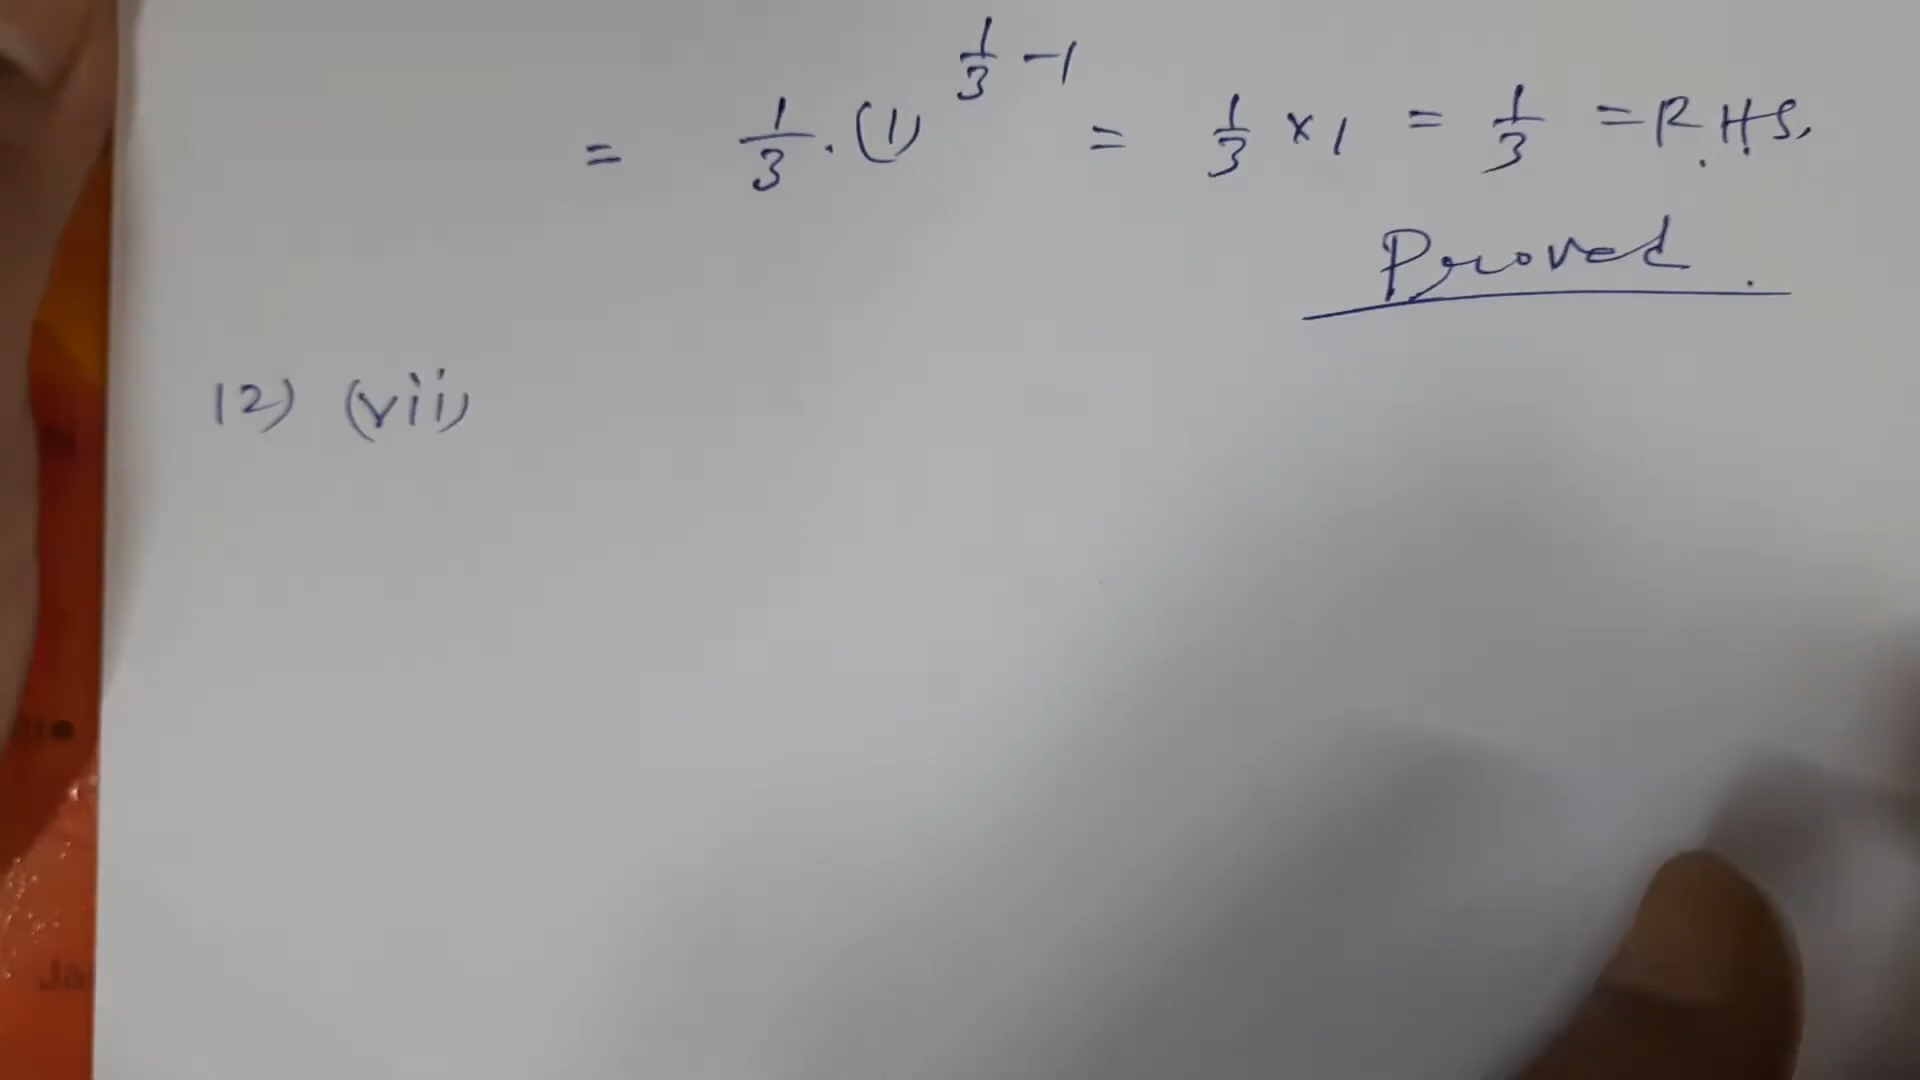 = 1/3 . (1)^(1/3 - 1) = 1/3 × 1 = 1/3 = R.H.S.
Proved.
12) (vii)